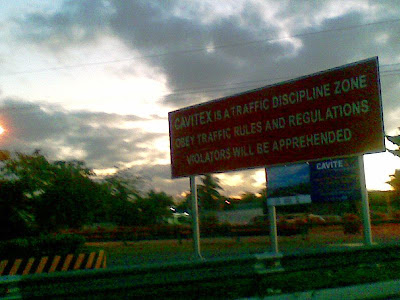 CAVITEX IS A TRAFFIC DISCIPLINE ZONE
OBEY TRAFFIC RULES AND REGULATIONS
VIOLATORS WILL BE APPREHENDED
CAVITE